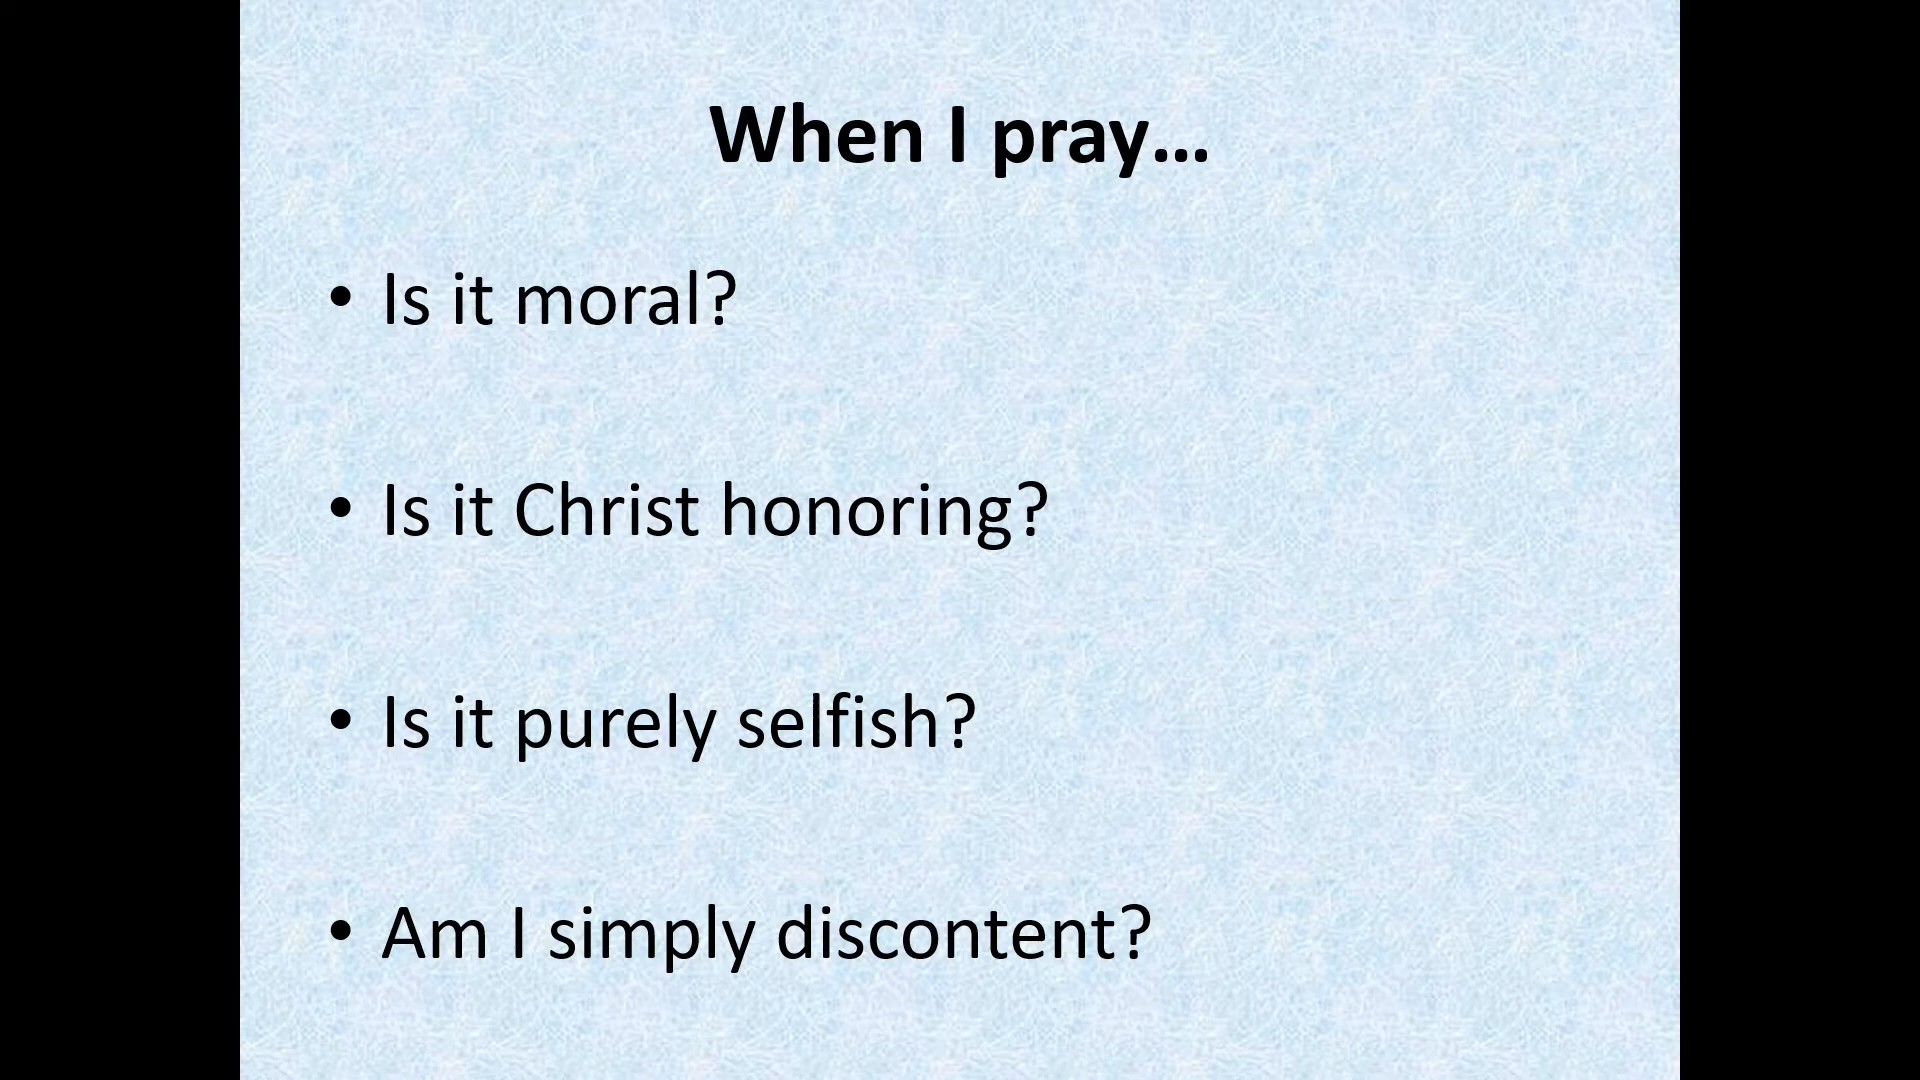 When I pray...
• Is it moral?
• Is it Christ honoring?
• Is it purely selfish?
• Am I simply discontent?